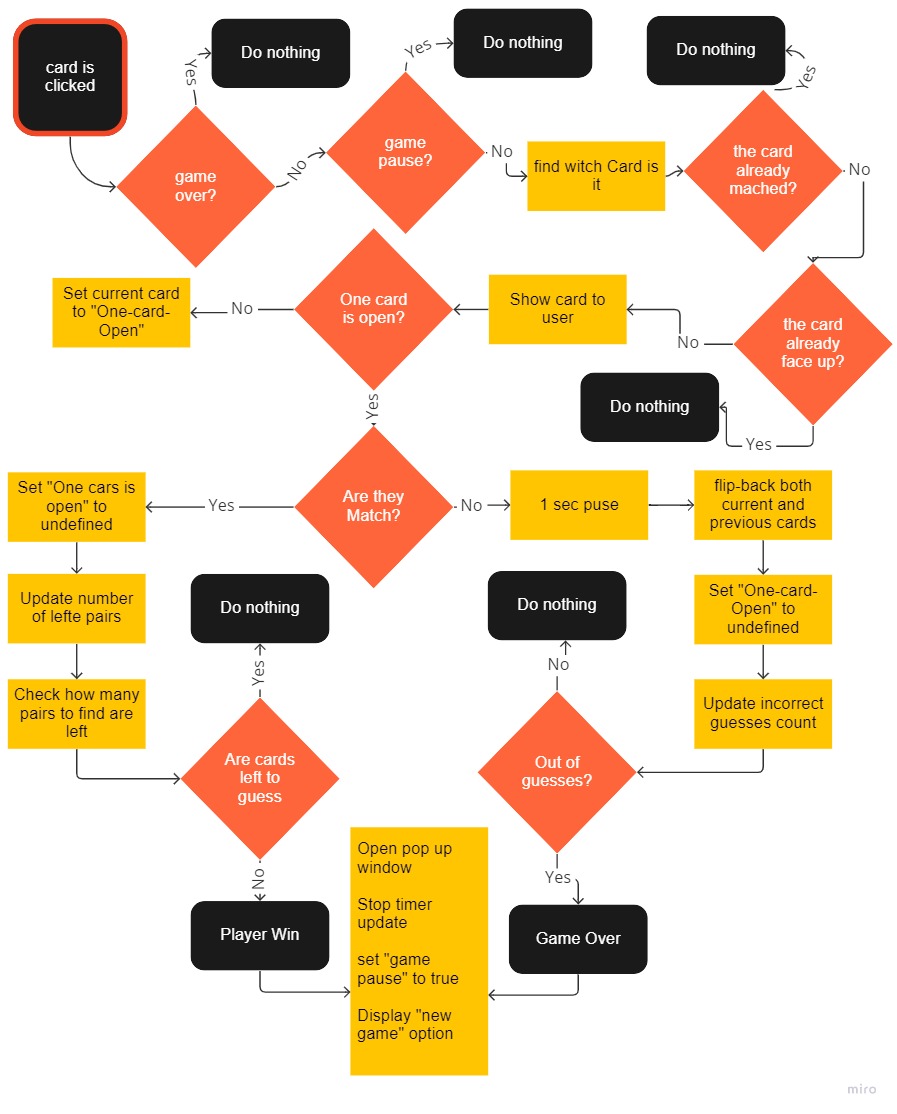 card is
clicked
Yes
Do nothing
game
over?
No
Yes
Do nothing
game
pause?
No
find witch Card is
it
Do nothing
Yes
the card
already
mached?
No
Set current card
to "One-card-
Open"
No
One card
is open?
Show card to
user
No
the card
already
face up?
Do nothing
Yes
Yes
Set "One cars is
open" to
undefined
Yes
Are they
Match?
No
1 sec puse
flip-back both
current and
previous cards
Update number
of lefte pairs
Do nothing
Do nothing
Set "One-card-
Open" to
undefined
Yes
No
Check how many
pairs to find are
left
Update incorrect
guesses count
Are cards
left to
guess
Out of
guesses?
No
Yes
Player Win
Open pop up
window
Stop timer
update
set "game
pause" to true
Display "new
game" option
Game Over
miro